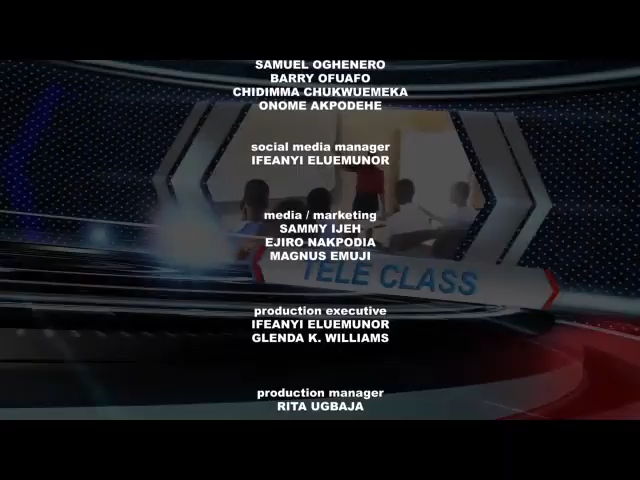 SAMUEL OGHENERO
BARRY OFUAFO
CHIDIMMA CHUKWUEMEKA
ONOME AKPODEHE
social media manager
IFEANYI ELUEMUNOR
media / marketing
SAMMY IJEH
EJIRO NAKPODIA
MAGNUS EMUJI
TELE CLASS
production executive
IFEANYI ELUEMUNOR
GLENDA K. WILLIAMS
production manager
RITA UGBAJA